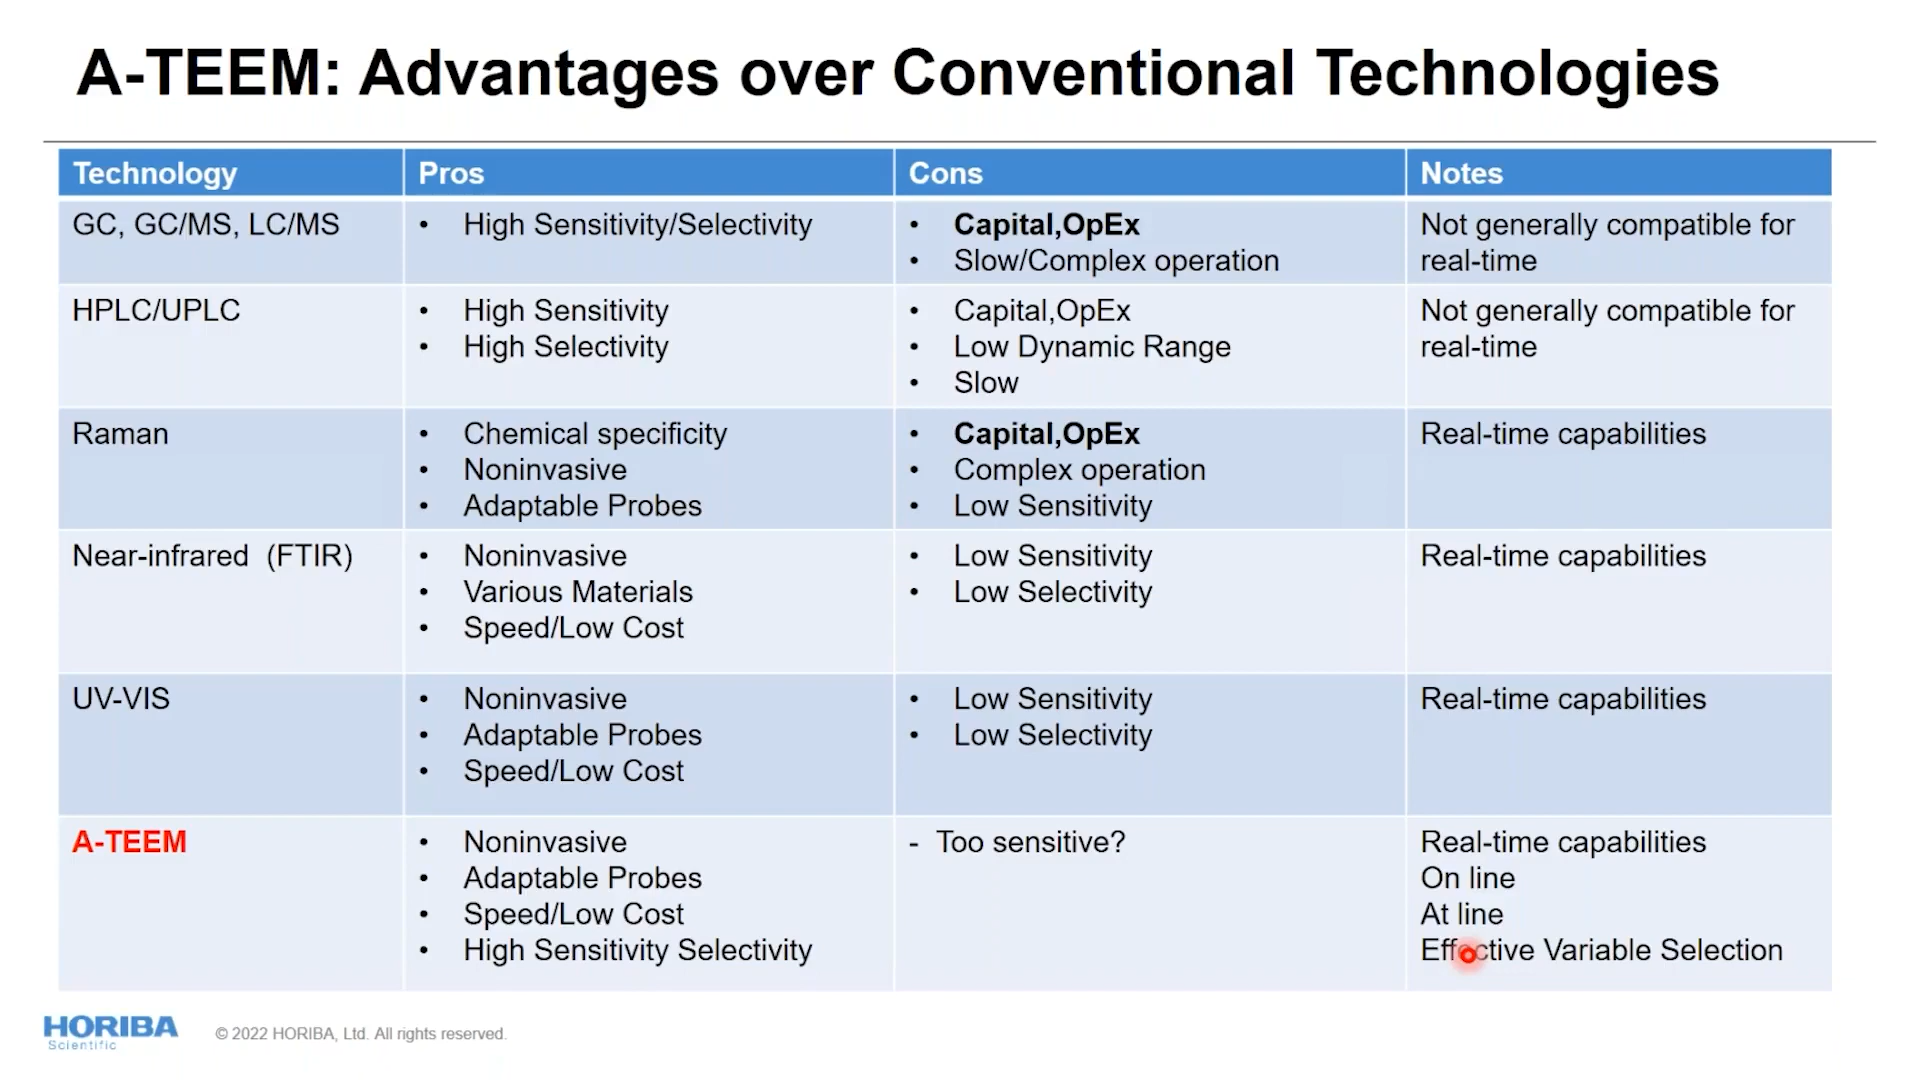 A-TEEM: Advantages over Conventional Technologies
Technology
Pros
Cons
Notes
GC, GC/MS, LC/MS
• High Sensitivity/Selectivity
• Capital,OpEx
• Slow/Complex operation
Not generally compatible for
real-time
HPLC/UPLC
• High Sensitivity
• High Selectivity
• Capital,OpEx
• Low Dynamic Range
• Slow
Not generally compatible for
real-time
Raman
• Chemical specificity
• Noninvasive
• Adaptable Probes
• Capital,OpEx
• Complex operation
• Low Sensitivity
Real-time capabilities
Near-infrared (FTIR)
• Noninvasive
• Various Materials
• Speed/Low Cost
• Low Sensitivity
• Low Selectivity
Real-time capabilities
UV-VIS
• Noninvasive
• Adaptable Probes
• Speed/Low Cost
• Low Sensitivity
• Low Selectivity
Real-time capabilities
A-TEEM
• Noninvasive
• Adaptable Probes
• Speed/Low Cost
• High Sensitivity Selectivity
- Too sensitive?
Real-time capabilities
On line
At line
Effective Variable Selection
HORIBA
Scientific
© 2022 HORIBA, Ltd. All rights reserved.